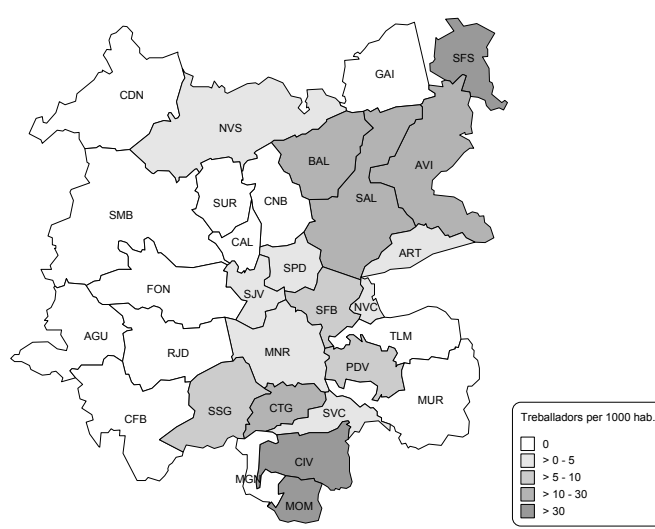 SFS
GAI
CDN
NVS
BAL
AVI
SUR
CNB
SAL
SMB
CAL
ART
SPD
FON
SJV
SFB
NVC
AGU
RJD
MNR
TLM
PDV
MUR
CFB
SSG
CTG
SVC
CIV
MGN
MOM
Treballadors per 1000 hab.
0
> 0 - 5
> 5 - 10
> 10 - 30
> 30